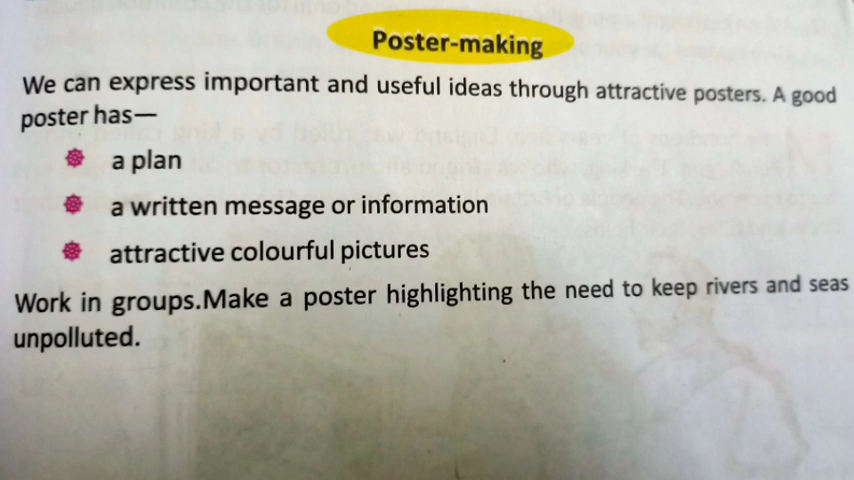 Poster-making
We can express important and useful ideas through attractive posters. A good
poster has—
a plan
a written message or information
attractive colourful pictures
Work in groups.Make a poster highlighting the need to keep rivers and seas
unpolluted.